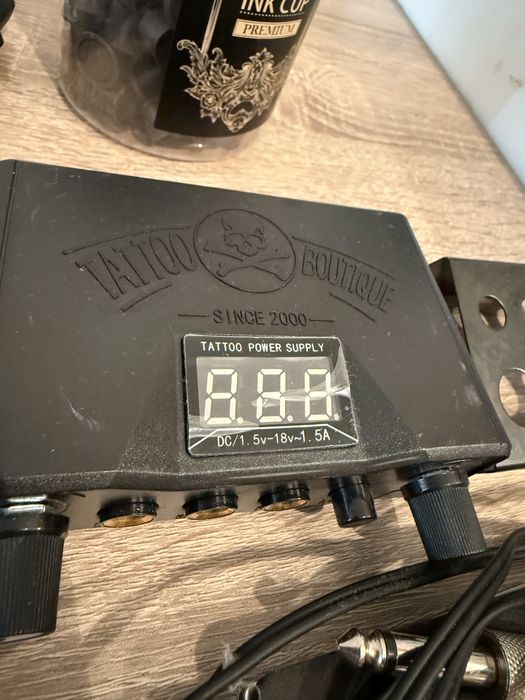 INK CUP
PREMIUM
TATTOO BOUTIQUE
SINCE 2000
TATTOO POWER SUPPLY
8.8.8.
DC/1.5v-18v~1.5A